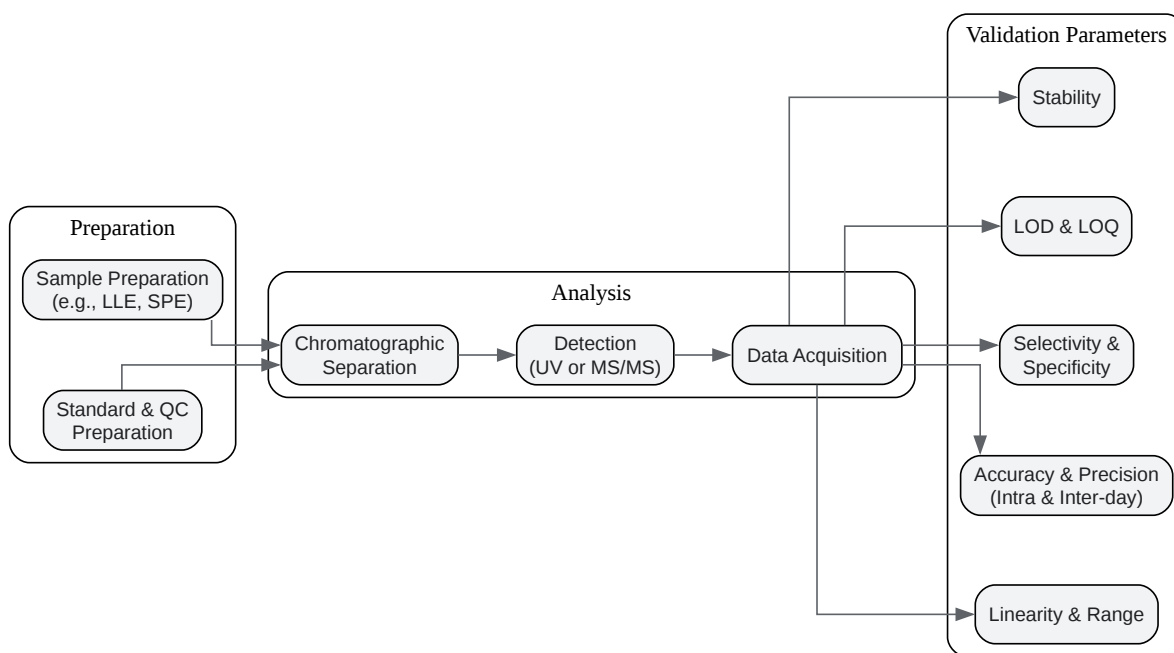 Preparation
Sample Preparation
(e.g., LLE, SPE)
Standard & QC
Preparation
Analysis
Chromatographic
Separation
Detection
(UV or MS/MS)
Data Acquisition
Validation Parameters
Stability
LOD & LOQ
Selectivity &
Specificity
Accuracy & Precision
(Intra & Inter-day)
Linearity & Range